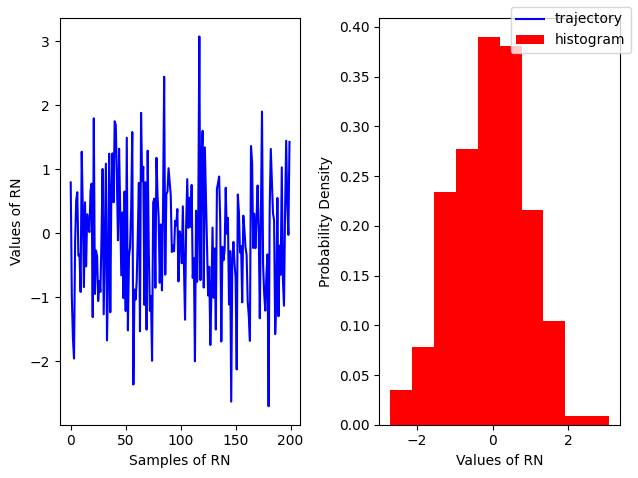 trajectory
histogram
3
2
1
0
−1
−2
Values of RN
0 50 100 150 200
Samples of RN
0.40
0.35
0.30
0.25
0.20
0.15
0.10
0.05
0.00
Probability Density
−2 0 2
Values of RN